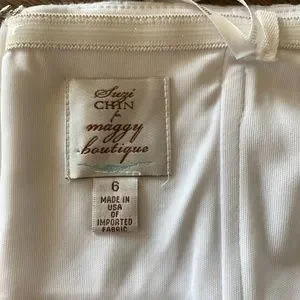 Suzi
CHIN
for
maggy
boutique
6
MADE IN
USA
OF
IMPORTED
FABRIC